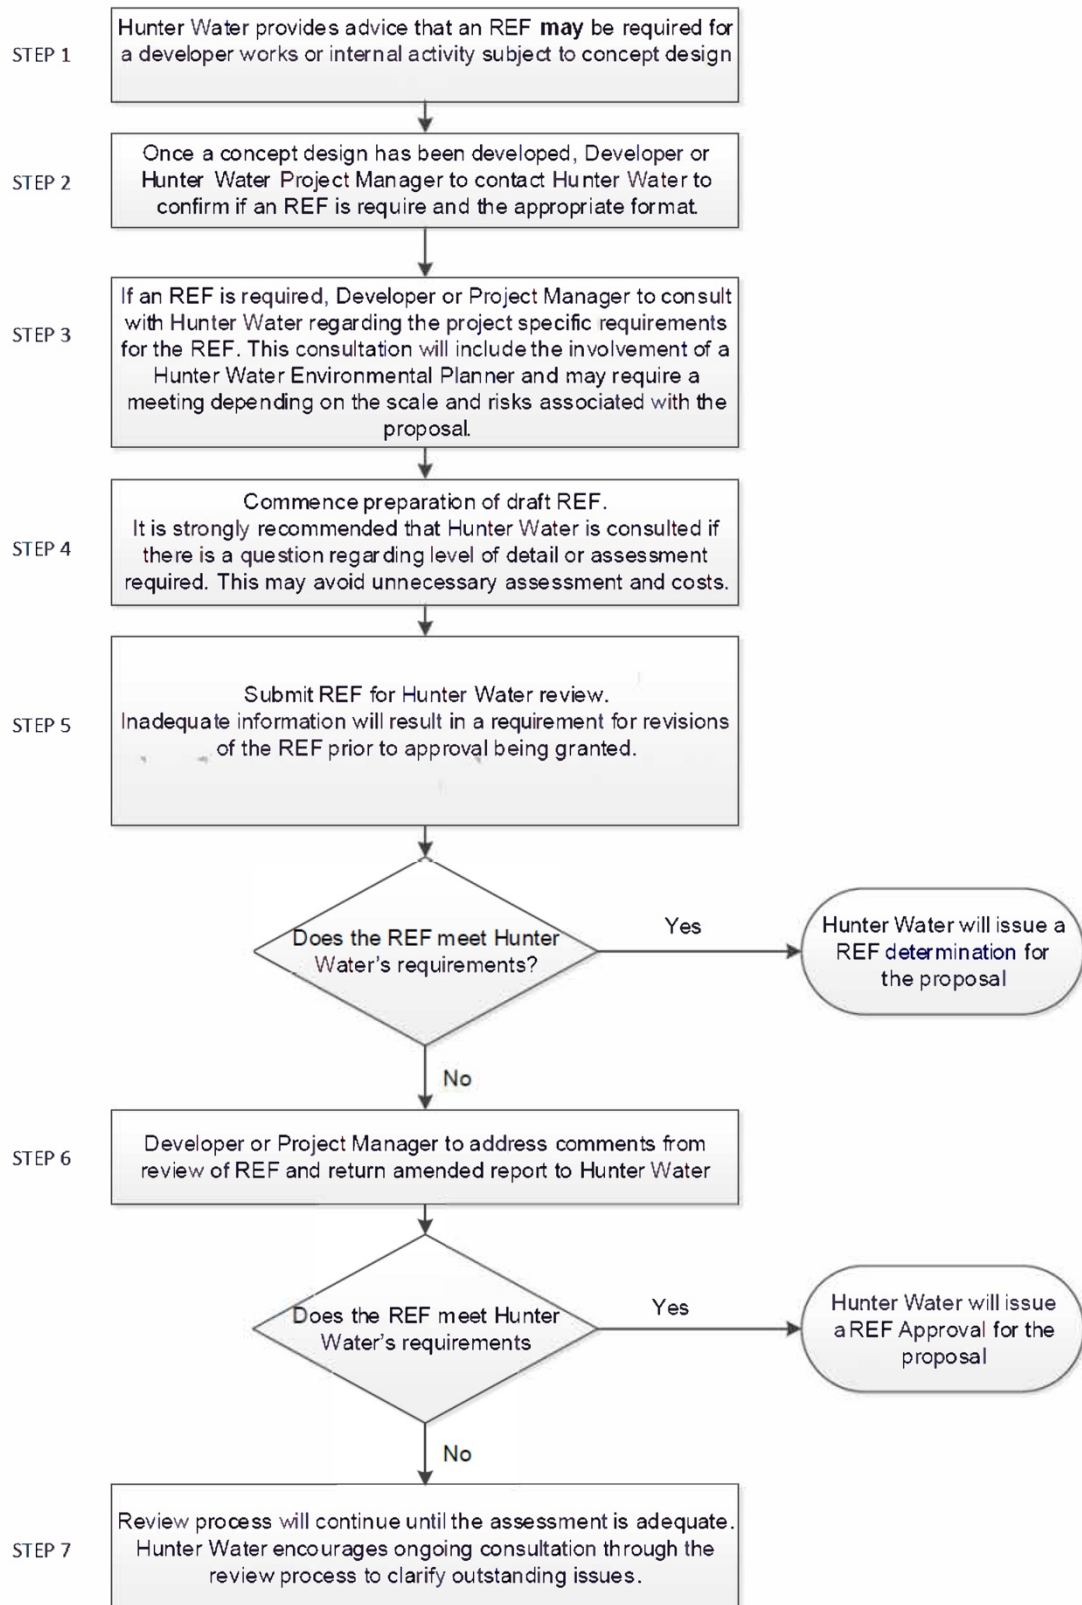 STEP 1
Hunter Water provides advice that an REF may be required for
a developer works or internal activity subject to concept design
STEP 2
Once a concept design has been developed, Developer or
Hunter Water Project Manager to contact Hunter Water to
confirm if an REF is require and the appropriate format.
STEP 3
If an REF is required, Developer or Project Manager to consult
with Hunter Water regarding the project specific requirements
for the REF. This consultation will include the involvement of a
Hunter Water Environmental Planner and may require a
meeting depending on the scale and risks associated with the
proposal.
STEP 4
Commence preparation of draft REF.
It is strongly recommended that Hunter Water is consulted if
there is a question regarding level of detail or assessment
required. This may avoid unnecessary assessment and costs.
STEP 5
Submit REF for Hunter Water review.
Inadequate information will result in a requirement for revisions
of the REF prior to approval being granted.
Does the REF meet Hunter
Water's requirements?
Yes
Hunter Water will issue a
REF determination for
the proposal
No
STEP 6
Developer or Project Manager to address comments from
review of REF and return amended report to Hunter Water
Does the REF meet Hunter
Water's requirements
Yes
Hunter Water will issue
a REF Approval for the
proposal
No
STEP 7
Review process will continue until the assessment is adequate.
Hunter Water encourages ongoing consultation through the
review process to clarify outstanding issues.